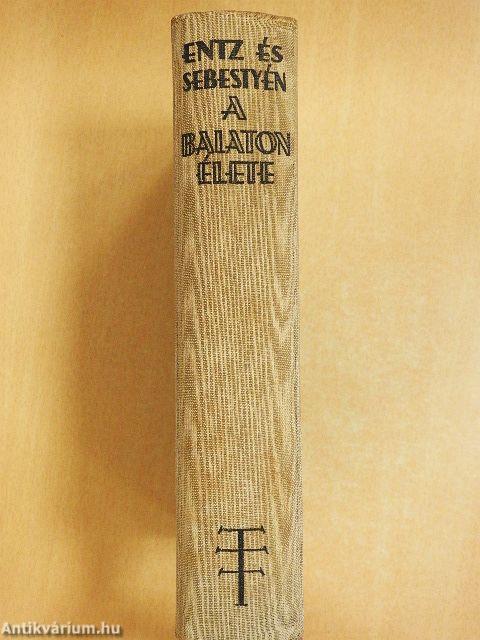 ENTZ ÉS
SEBESTYÉN
A
BALATON
ÉLETE
Antikvárium.hu